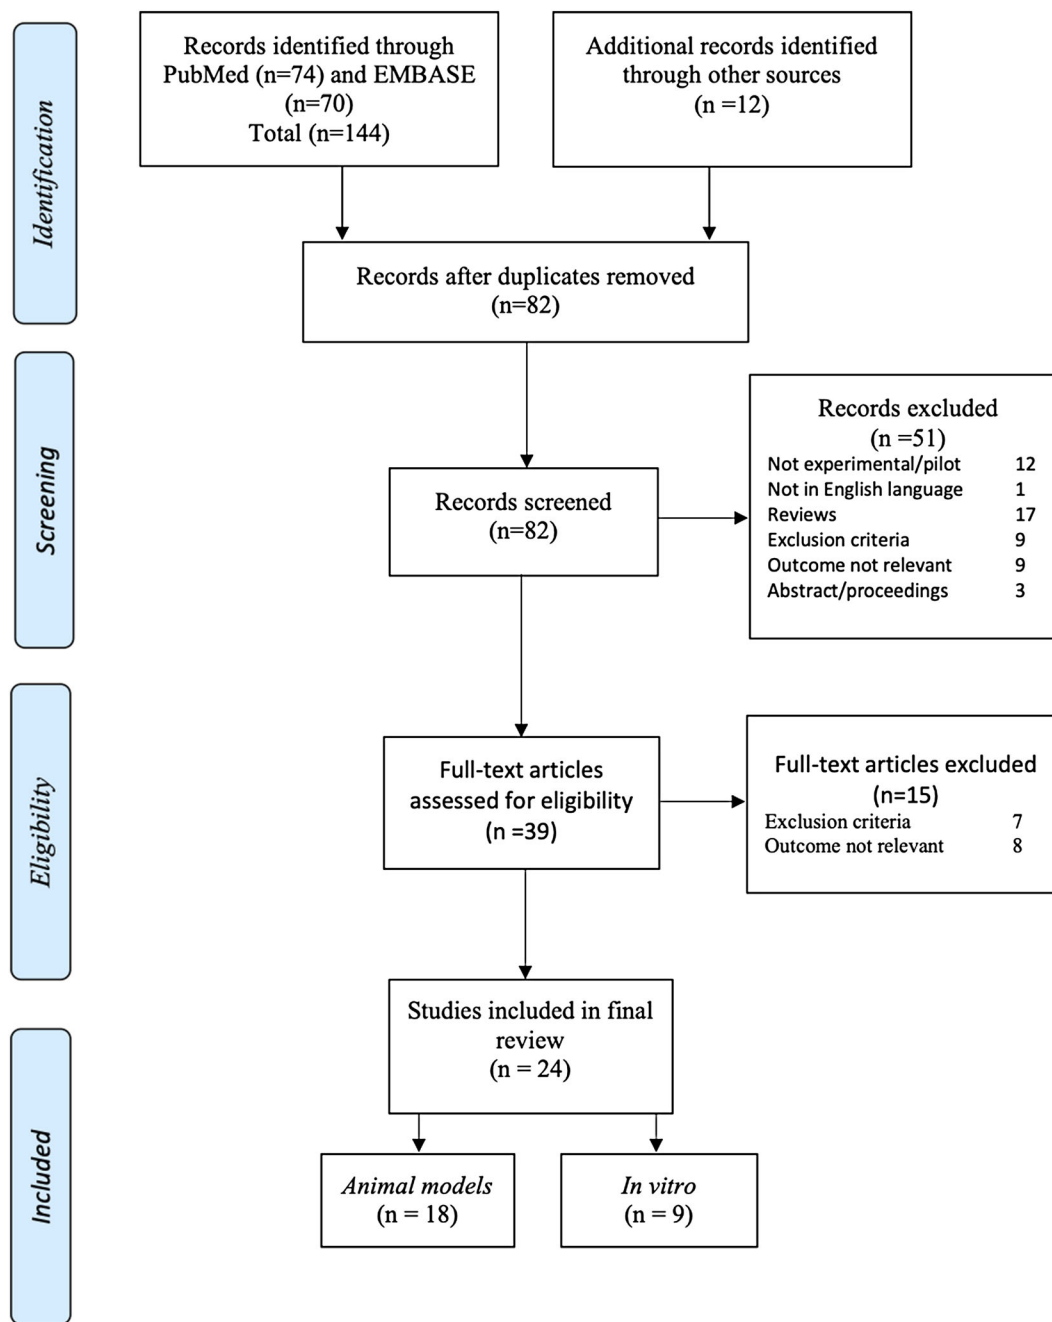 Identification
Records identified through
PubMed (n=74) and EMBASE
(n=70)
Total (n=144)
Additional records identified
through other sources
(n =12)
Records after duplicates removed
(n=82)
Screening
Records screened
(n=82)
Records excluded
(n =51)
Not experimental/pilot 12
Not in English language 1
Reviews 17
Exclusion criteria 9
Outcome not relevant 9
Abstract/proceedings 3
Eligibility
Full-text articles
assessed for eligibility
(n =39)
Full-text articles excluded
(n=15)
Exclusion criteria 7
Outcome not relevant 8
Included
Studies included in final
review
(n = 24)
Animal models
(n = 18)
In vitro
(n = 9)